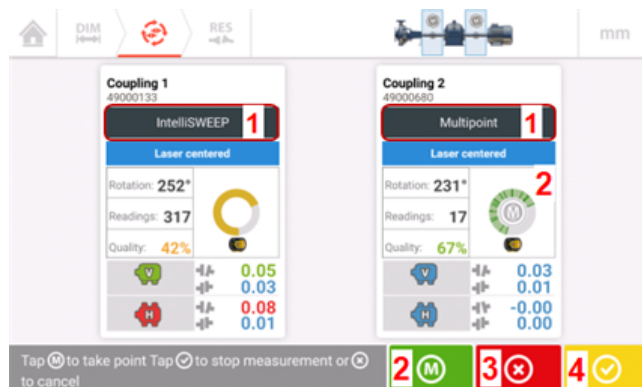 DIM
RES
mm
Coupling 1
49000133
IntelliSWEEP
1
Laser centered
Rotation: 252°
Readings: 317
Quality: 42%
V
0.05
0.03
H
0.08
0.01
Coupling 2
49000680
Multipoint
1
Laser centered
2
Rotation: 231°
M
Readings: 17
Quality: 67%
V
0.03
0.01
H
-0.00
0.00
Tap M to take point Tap to stop measurement or
to cancel
2 M
3
4